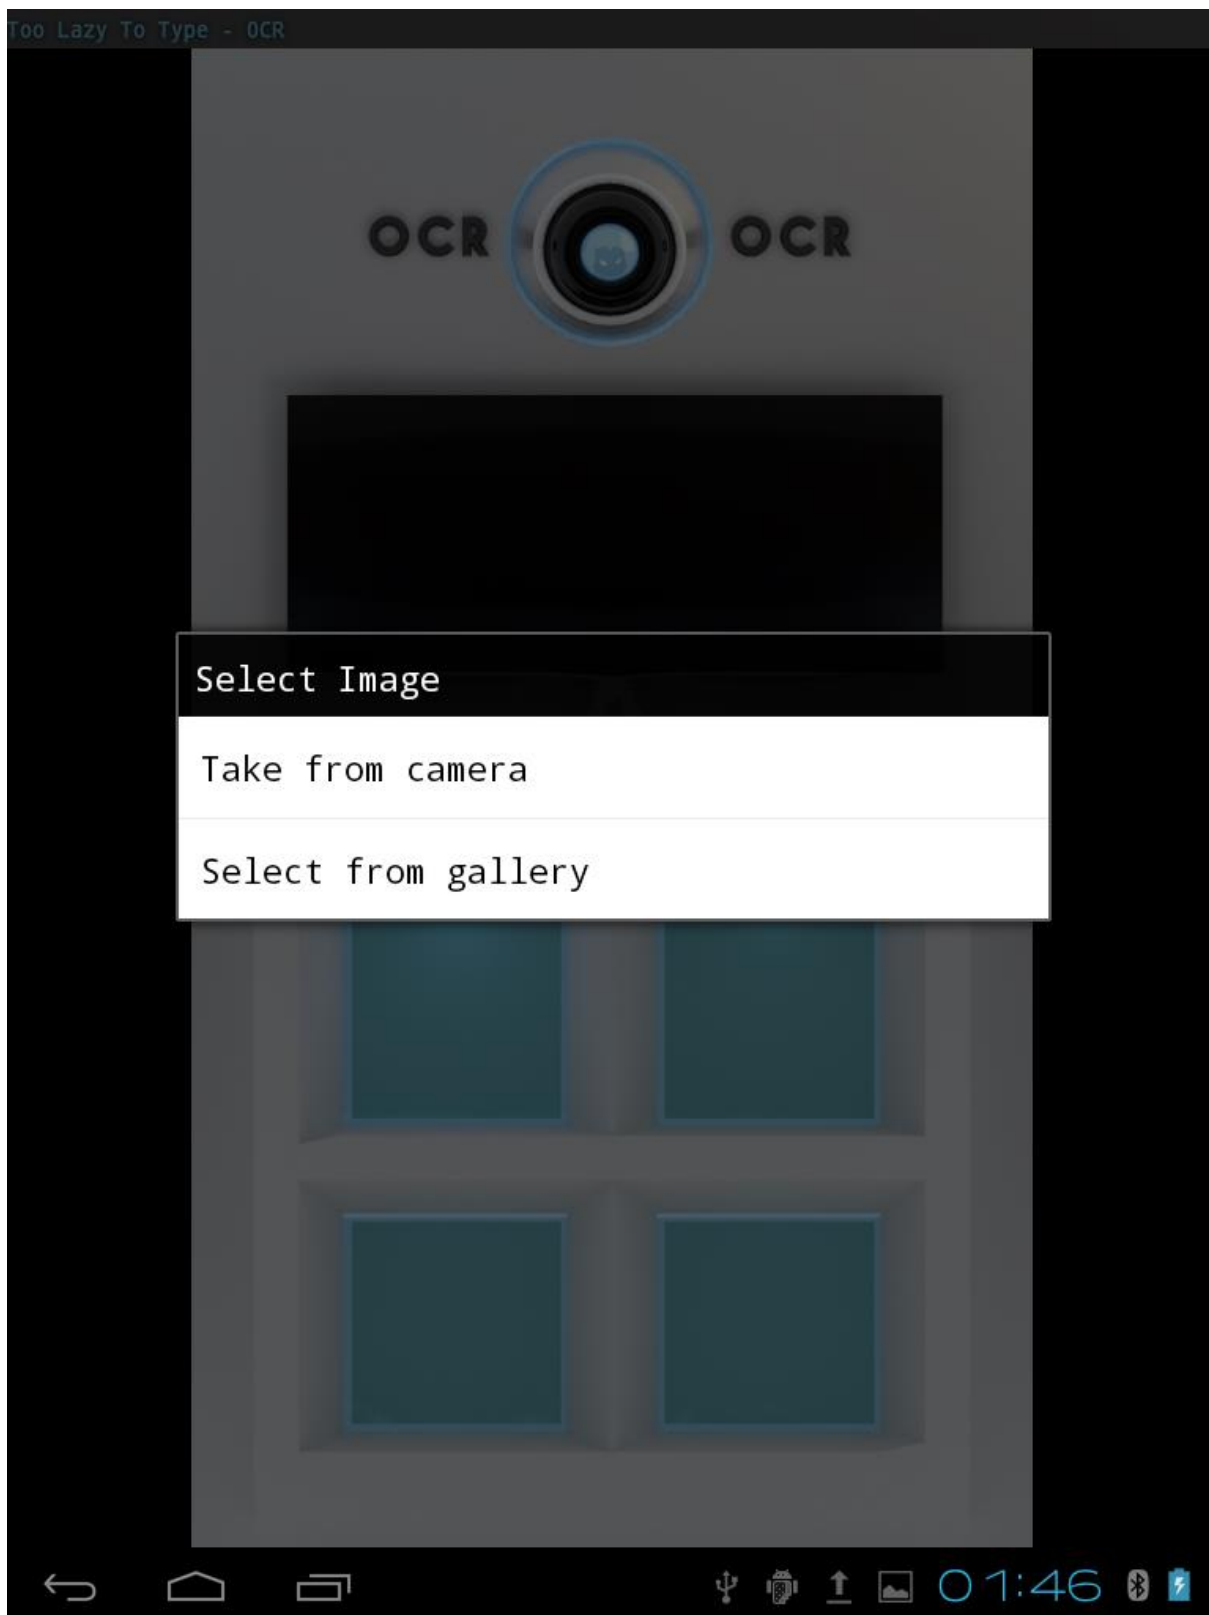 Too Lazy To Type - OCR
OCR OCR
Select Image
Take from camera
Select from gallery
01:46